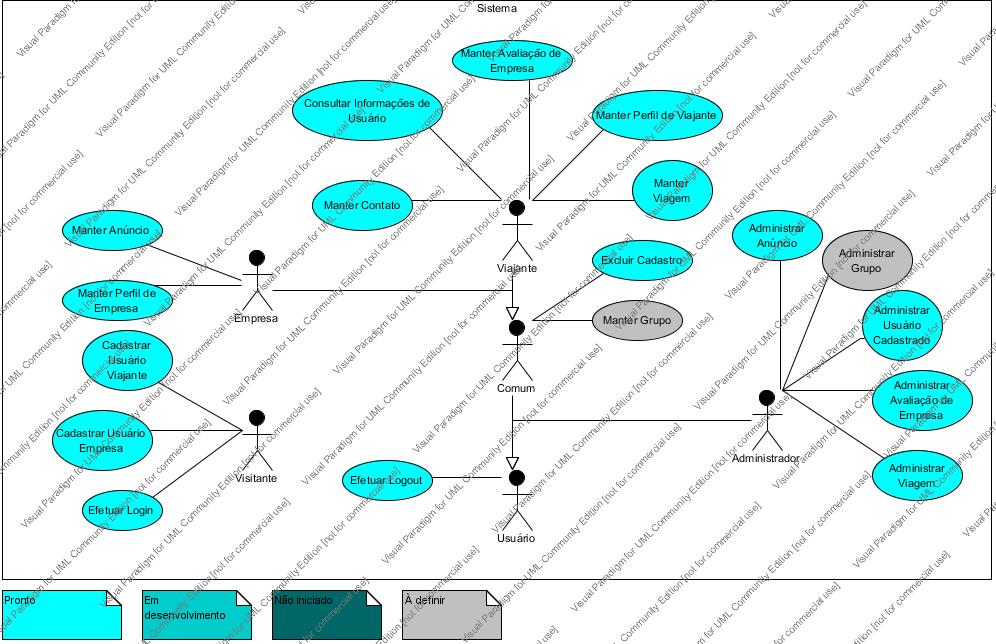 Sistema
Manter Avaliação de
Empresa
Consultar Informações de
Usuário
Manter Perfil de Viajante
Manter Contato
Manter
Viagem
Viajante
Manter Anúncio
Manter Perfil de
Empresa
Empresa
Excluir Cadastro
Manter Grupo
Comum
Administrar
Anúncio
Administrar
Grupo
Administrar
Usuário
Cadastrado
Administrar
Avaliação de
Empresa
Administrar
Viagem
Administrador
Cadastrar
Usuário
Viajante
Cadastrar Usuário
Empresa
Efetuar Login
Visitante
Efetuar Logout
Usuário
Pronto
Em
desenvolvimento
Não iniciado
À definir
Visual Paradigm for UML Community Edition [not for commercial use]